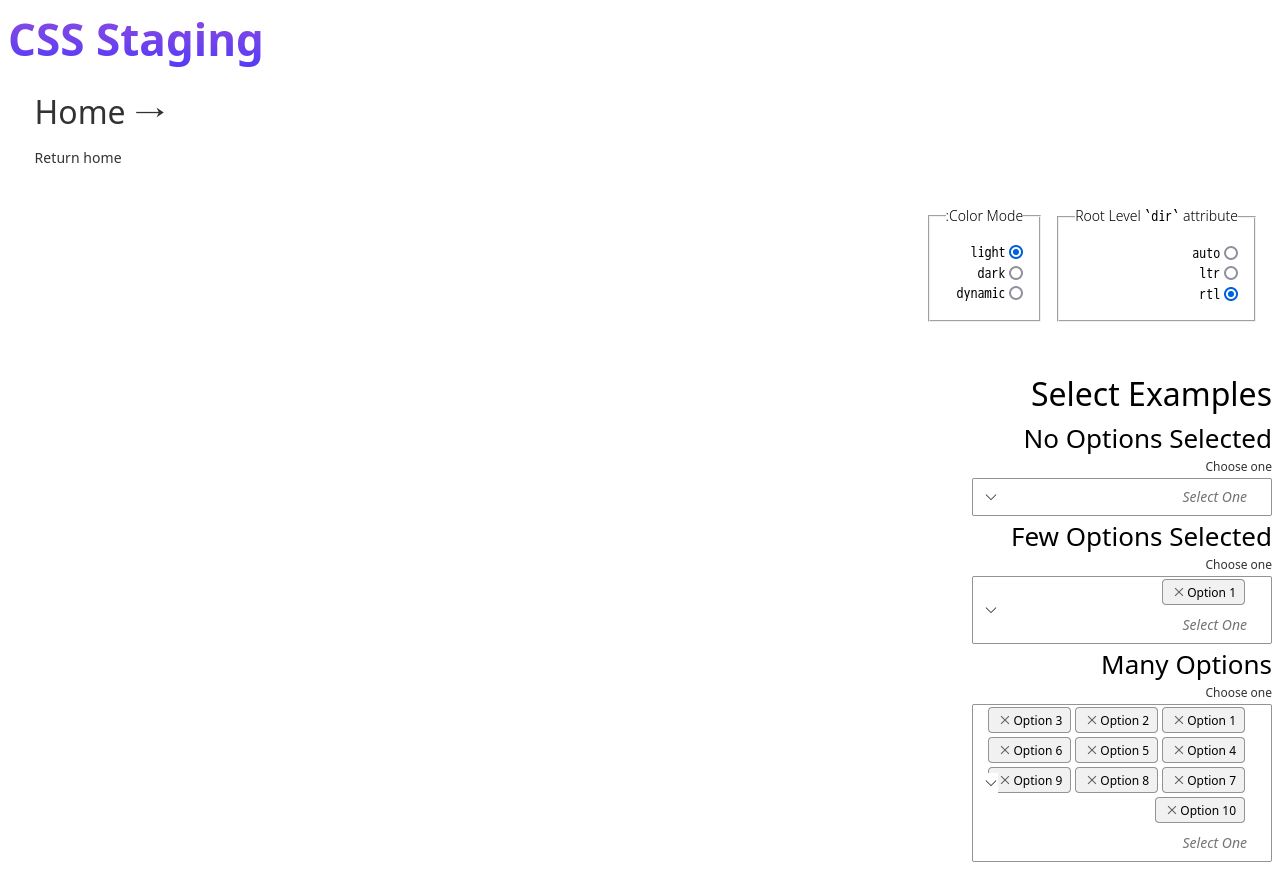 CSS Staging
Home →
Return home
:Color Mode
light
dark
dynamic
Root Level `dir` attribute
auto
ltr
rtl
Select Examples
No Options Selected
Choose one
Select One
Few Options Selected
Choose one
× Option 1
Select One
Many Options
Choose one
× Option 3 × Option 2 × Option 1
× Option 6 × Option 5 × Option 4
× Option 9 × Option 8 × Option 7
× Option 10
Select One